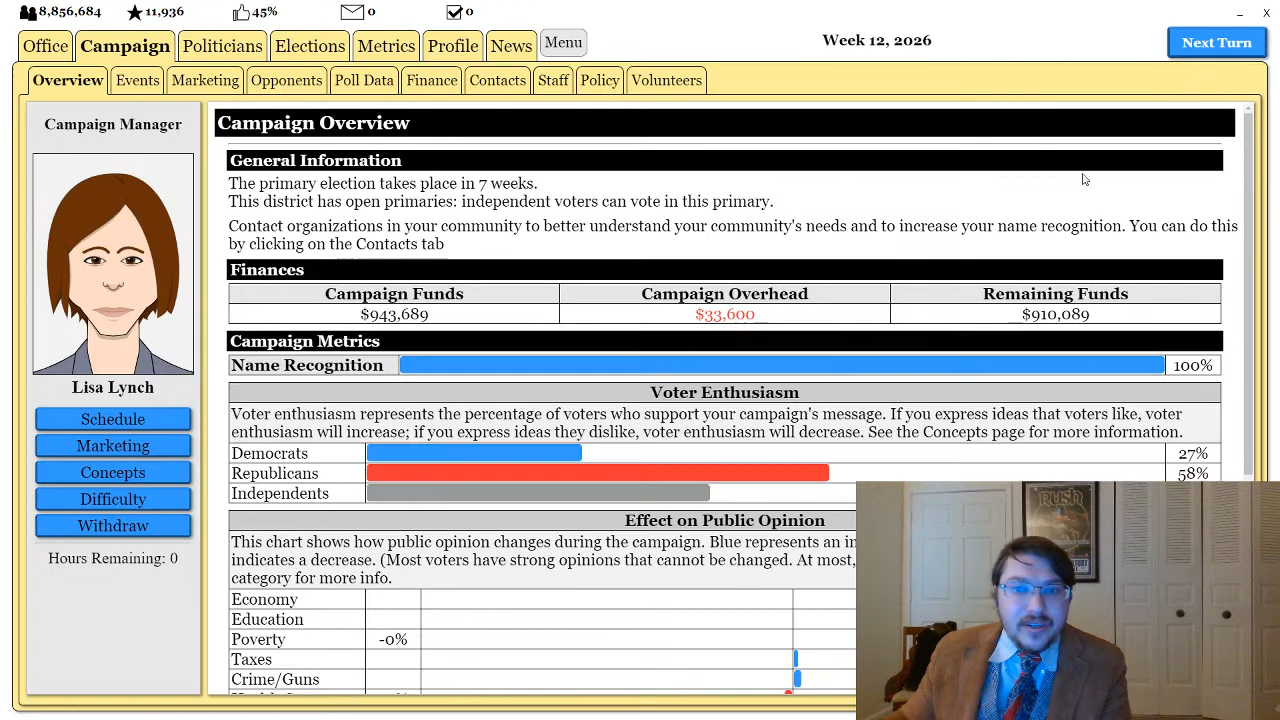 8,856,684 11,936 45% 0 0
Office Campaign Politicians Elections Metrics Profile News Menu Week 12, 2026 Next Turn
Overview Events Marketing Opponents Poll Data Finance Contacts Staff Policy Volunteers
Campaign Manager
Lisa Lynch
Schedule
Marketing
Concepts
Difficulty
Withdraw
Hours Remaining: 0
Campaign Overview
General Information
The primary election takes place in 7 weeks.
This district has open primaries: independent voters can vote in this primary.
Contact organizations in your community to better understand your community's needs and to increase your name recognition. You can do this
by clicking on the Contacts tab
Finances
Campaign Funds Campaign Overhead Remaining Funds
$943,689 $33,600 $910,089
Campaign Metrics
Name Recognition 100%
Voter Enthusiasm
Voter enthusiasm represents the percentage of voters who support your campaign's message. If you express ideas that voters like, voter
enthusiasm will increase; if you express ideas they dislike, voter enthusiasm will decrease. See the Concepts page for more information.
Democrats 27%
Republicans 58%
Independents
Effect on Public Opinion
This chart shows how public opinion changes during the campaign. Blue represents an in
indicates a decrease. (Most voters have strong opinions that cannot be changed. At most,
category for more info.
Economy
Education
Poverty -0%
Taxes
Crime/Guns
RUSH